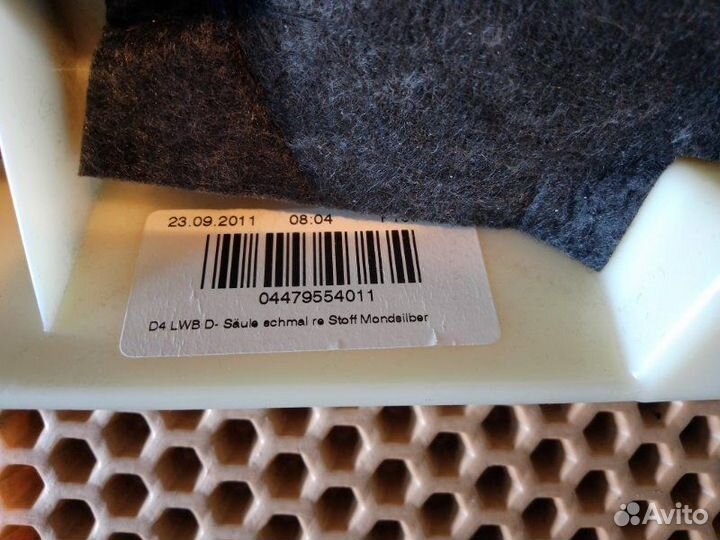 23.09.2011 08:04
04479554011
D4 LWB D- Säule schmal re Stoff Mondsilber
Avito